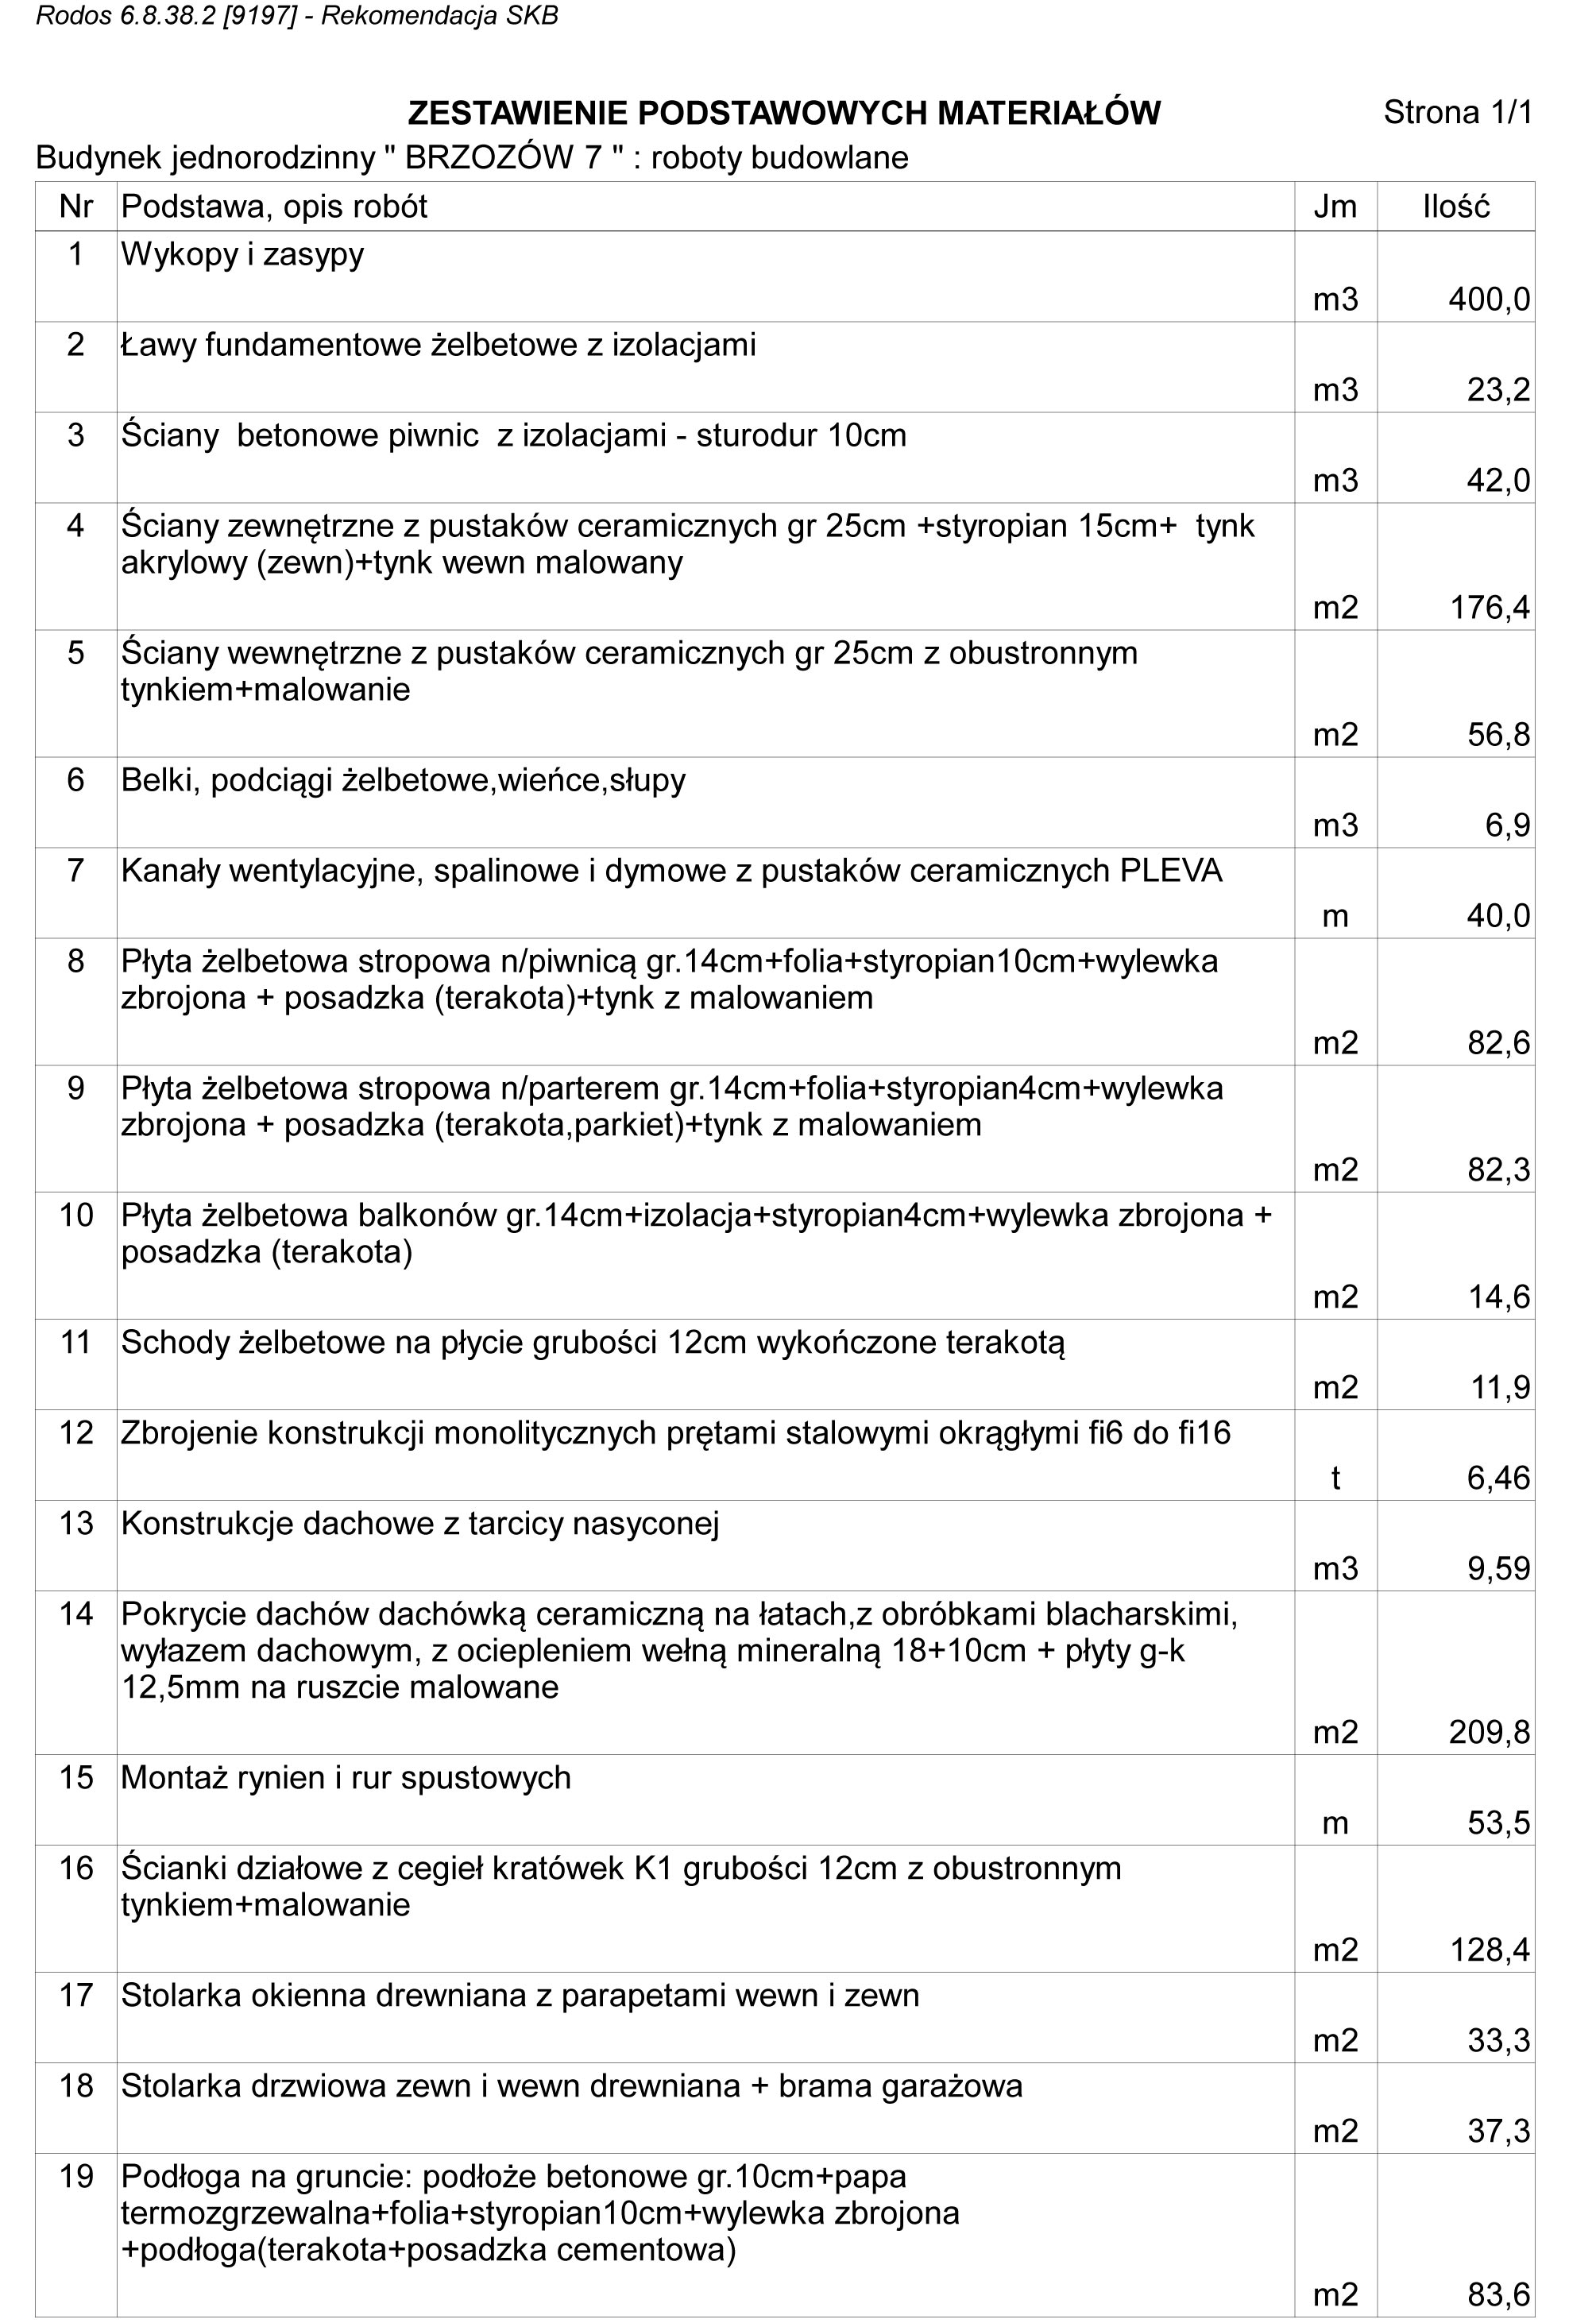 Rodos 6.8.38.2 [9197] - Rekomendacja SKB
ZESTAWIENIE PODSTAWOWYCH MATERIAŁÓW Strona 1/1
Budynek jednorodzinny " BRZOZÓW 7 " : roboty budowlane
Nr Podstawa, opis robót Jm Ilość
1 Wykopy i zasypy
m3 400,0
2 Ławy fundamentowe żelbetowe z izolacjami
m3 23,2
3 Ściany betonowe piwnic z izolacjami - sturodur 10cm
m3 42,0
4 Ściany zewnętrzne z pustaków ceramicznych gr 25cm +styropian 15cm+ tynk
akrylowy (zewn)+tynk wewn malowany
m2 176,4
5 Ściany wewnętrzne z pustaków ceramicznych gr 25cm z obustronnym
tynkiem+malowanie
m2 56,8
6 Belki, podciągi żelbetowe,wieńce,słupy
m3 6,9
7 Kanały wentylacyjne, spalinowe i dymowe z pustaków ceramicznych PLEVA
m 40,0
8 Płyta żelbetowa stropowa n/piwnicą gr.14cm+folia+styropian10cm+wylewka
zbrojona + posadzka (terakota)+tynk z malowaniem
m2 82,6
9 Płyta żelbetowa stropowa n/parterem gr.14cm+folia+styropian4cm+wylewka
zbrojona + posadzka (terakota,parkiet)+tynk z malowaniem
m2 82,3
10 Płyta żelbetowa balkonów gr.14cm+izolacja+styropian4cm+wylewka zbrojona +
posadzka (terakota)
m2 14,6
11 Schody żelbetowe na płycie grubości 12cm wykończone terakotą
m2 11,9
12 Zbrojenie konstrukcji monolitycznych prętami stalowymi okrągłymi fi6 do fi16
t 6,46
13 Konstrukcje dachowe z tarcicy nasyconej
m3 9,59
14 Pokrycie dachów dachówką ceramiczną na łatach,z obróbkami blacharskimi,
wyłazem dachowym, z ociepleniem wełną mineralną 18+10cm + płyty g-k
12,5mm na ruszcie malowane
m2 209,8
15 Montaż rynien i rur spustowych
m 53,5
16 Ścianki działowe z cegieł kratówek K1 grubości 12cm z obustronnym
tynkiem+malowanie
m2 128,4
17 Stolarka okienna drewniana z parapetami wewn i zewn
m2 33,3
18 Stolarka drzwiowa zewn i wewn drewniana + brama garażowa
m2 37,3
19 Podłoga na gruncie: podłoże betonowe gr.10cm+papa
termozgrzewalna+folia+styropian10cm+wylewka zbrojona
+podłoga(terakota+posadzka cementowa)
m2 83,6